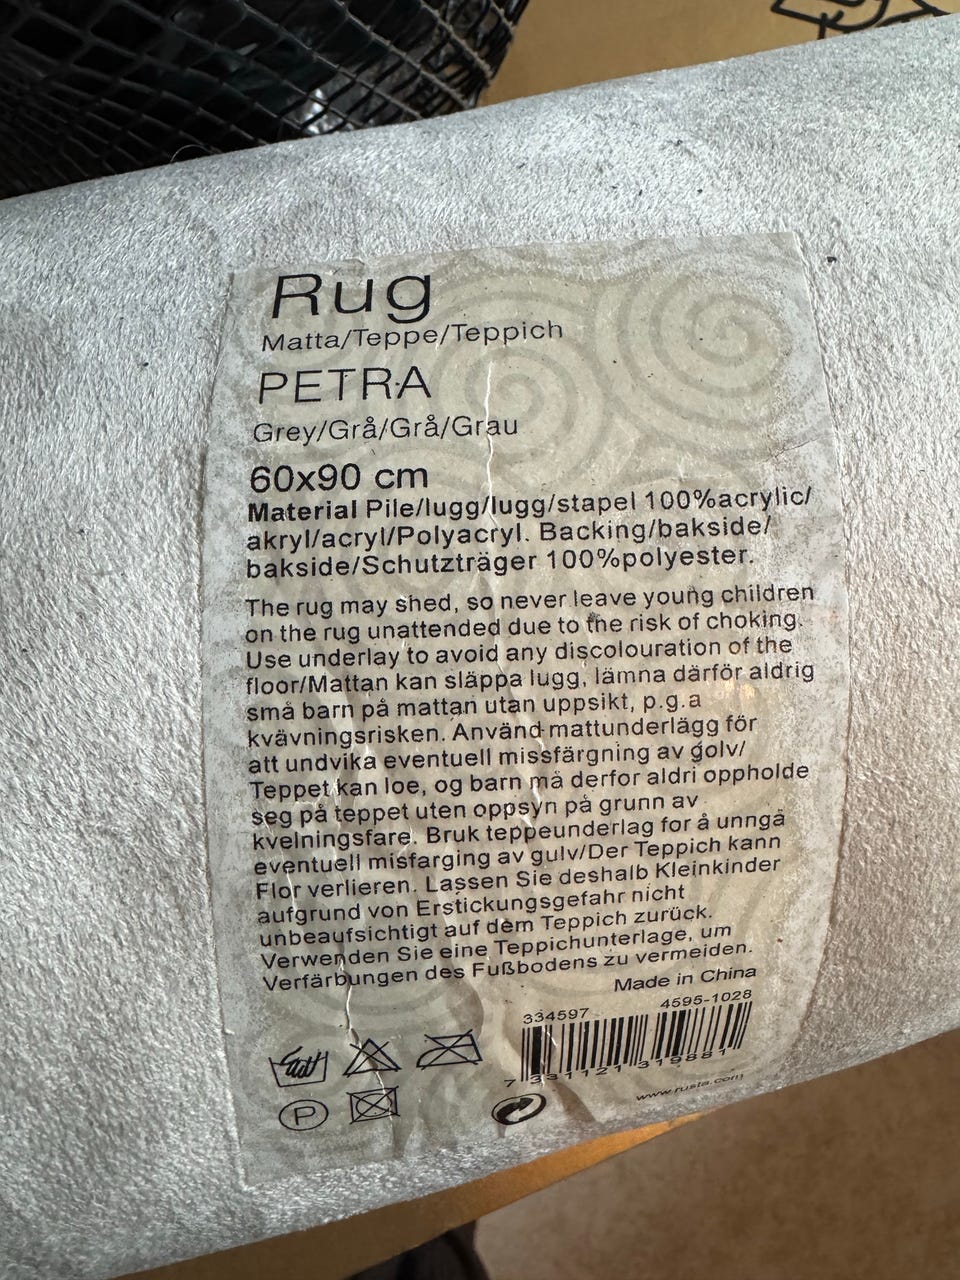 Rug
Matta/Teppe/Teppich
PETRA
Grey/Grå/Grå/Grau
60x90 cm
Material Pile/lugg/lugg/stapel 100%acrylic/
akryl/acryl/Polyacryl. Backing/bakside/
bakside/Schutzträger 100%polyester.
The rug may shed, so never leave young children
on the rug unattended due to the risk of choking.
Use underlay to avoid any discolouration of the
floor/Mattan kan släppa lugg, lämna därför aldrig
små barn på mattan utan uppsikt, p.g.a
kvävningsrisken. Använd mattunderlägg för
att undvika eventuell missfärgning av golv/
Teppet kan loe, og barn må derfor aldri oppholde
seg på teppet uten oppsyn på grunn av
kvelningsfare. Bruk teppeunderlag for å unngå
eventuell misfarging av gulv/Der Teppich kann
Flor verlieren. Lassen Sie deshalb Kleinkinder
aufgrund von Erstickungsgefahr nicht
unbeaufsichtigt auf dem Teppich zurück.
Verwenden Sie eine Teppichunterlage, um
Verfärbungen des Fußbodens zu vermeiden.
Made in China
334597 4595-1028
7 331121 319881
P
www.rusta.com